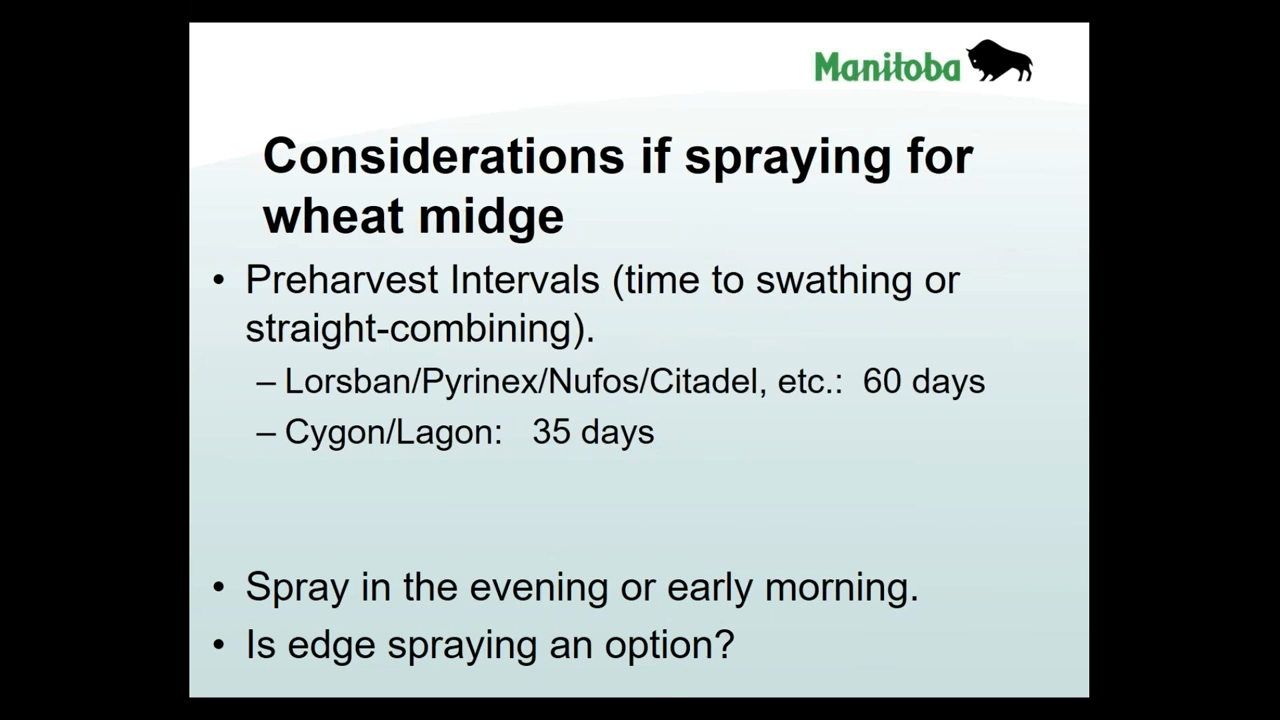 Manitoba
Considerations if spraying for
wheat midge
• Preharvest Intervals (time to swathing or
straight-combining).
– Lorsban/Pyrinex/Nufos/Citadel, etc.: 60 days
– Cygon/Lagon: 35 days
• Spray in the evening or early morning.
• Is edge spraying an option?